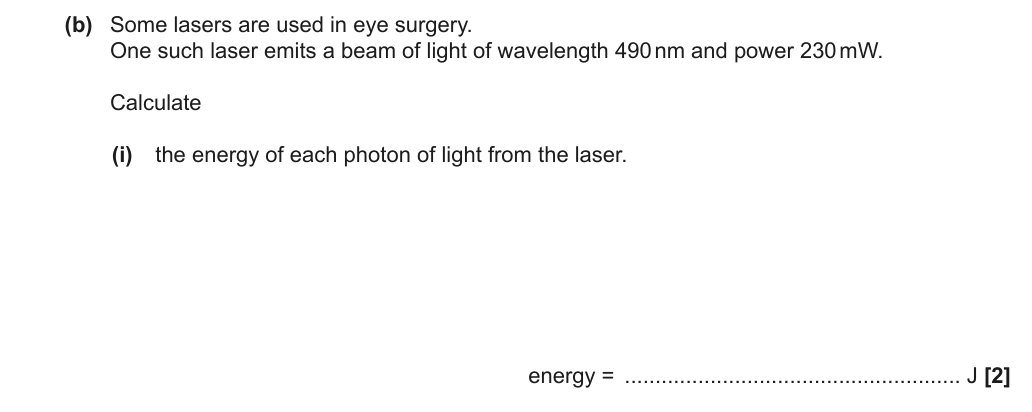 (b) Some lasers are used in eye surgery.
One such laser emits a beam of light of wavelength 490 nm and power 230 mW.
Calculate
(i) the energy of each photon of light from the laser.
energy = ....................................................... J [2]